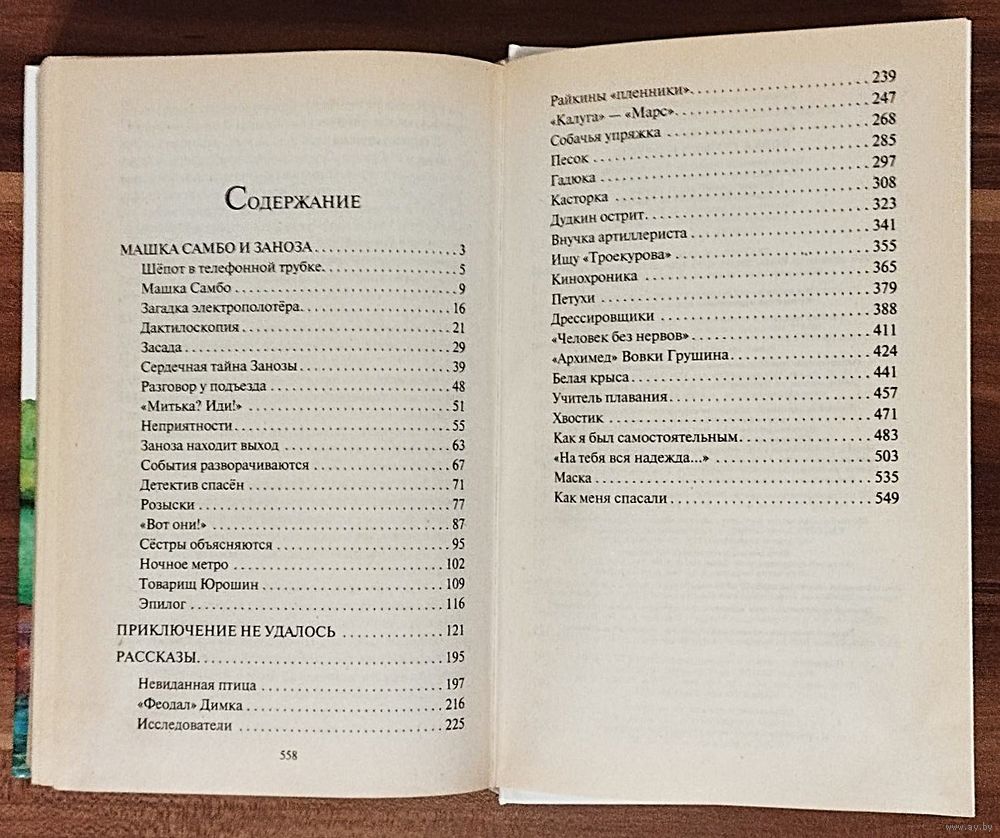 Содержание
МАШКА САМБО И ЗАНОЗА 3
Шёпот в телефонной трубке 5
Машка Самбо 9
Загадка электрополотёра 16
Дактилоскопия 21
Засада 29
Сердечная тайна Занозы 39
Разговор у подъезда 48
«Митька? Иди!» 51
Неприятности 55
Заноза находит выход 63
События разворачиваются 67
Детектив спасён 71
Розыски 77
«Вот они!» 87
Сёстры объясняются 95
Ночное метро 102
Товарищ Юрошин 109
Эпилог 116
ПРИКЛЮЧЕНИЕ НЕ УДАЛОСЬ 121
РАССКАЗЫ 195
Невиданная птица 197
«Феодал» Димка 216
Исследователи 225
558
Райкины «пленники» 239
«Калуга» — «Марс» 247
Собачья упряжка 268
Песок 285
Гадюка 297
Касторка 308
Дудкин острит 323
Внучка артиллериста 341
Ищу «Троекурова» 355
Кинохроника 365
Петухи 379
Дрессировщики 388
«Человек без нервов» 411
«Архимед» Вовки Грушина 424
Белая крыса 441
Учитель плавания 457
Хвостик 471
Как я был самостоятельным 483
«На тебя вся надежда...» 503
Маска 535
Как меня спасали 549
www.ay.by